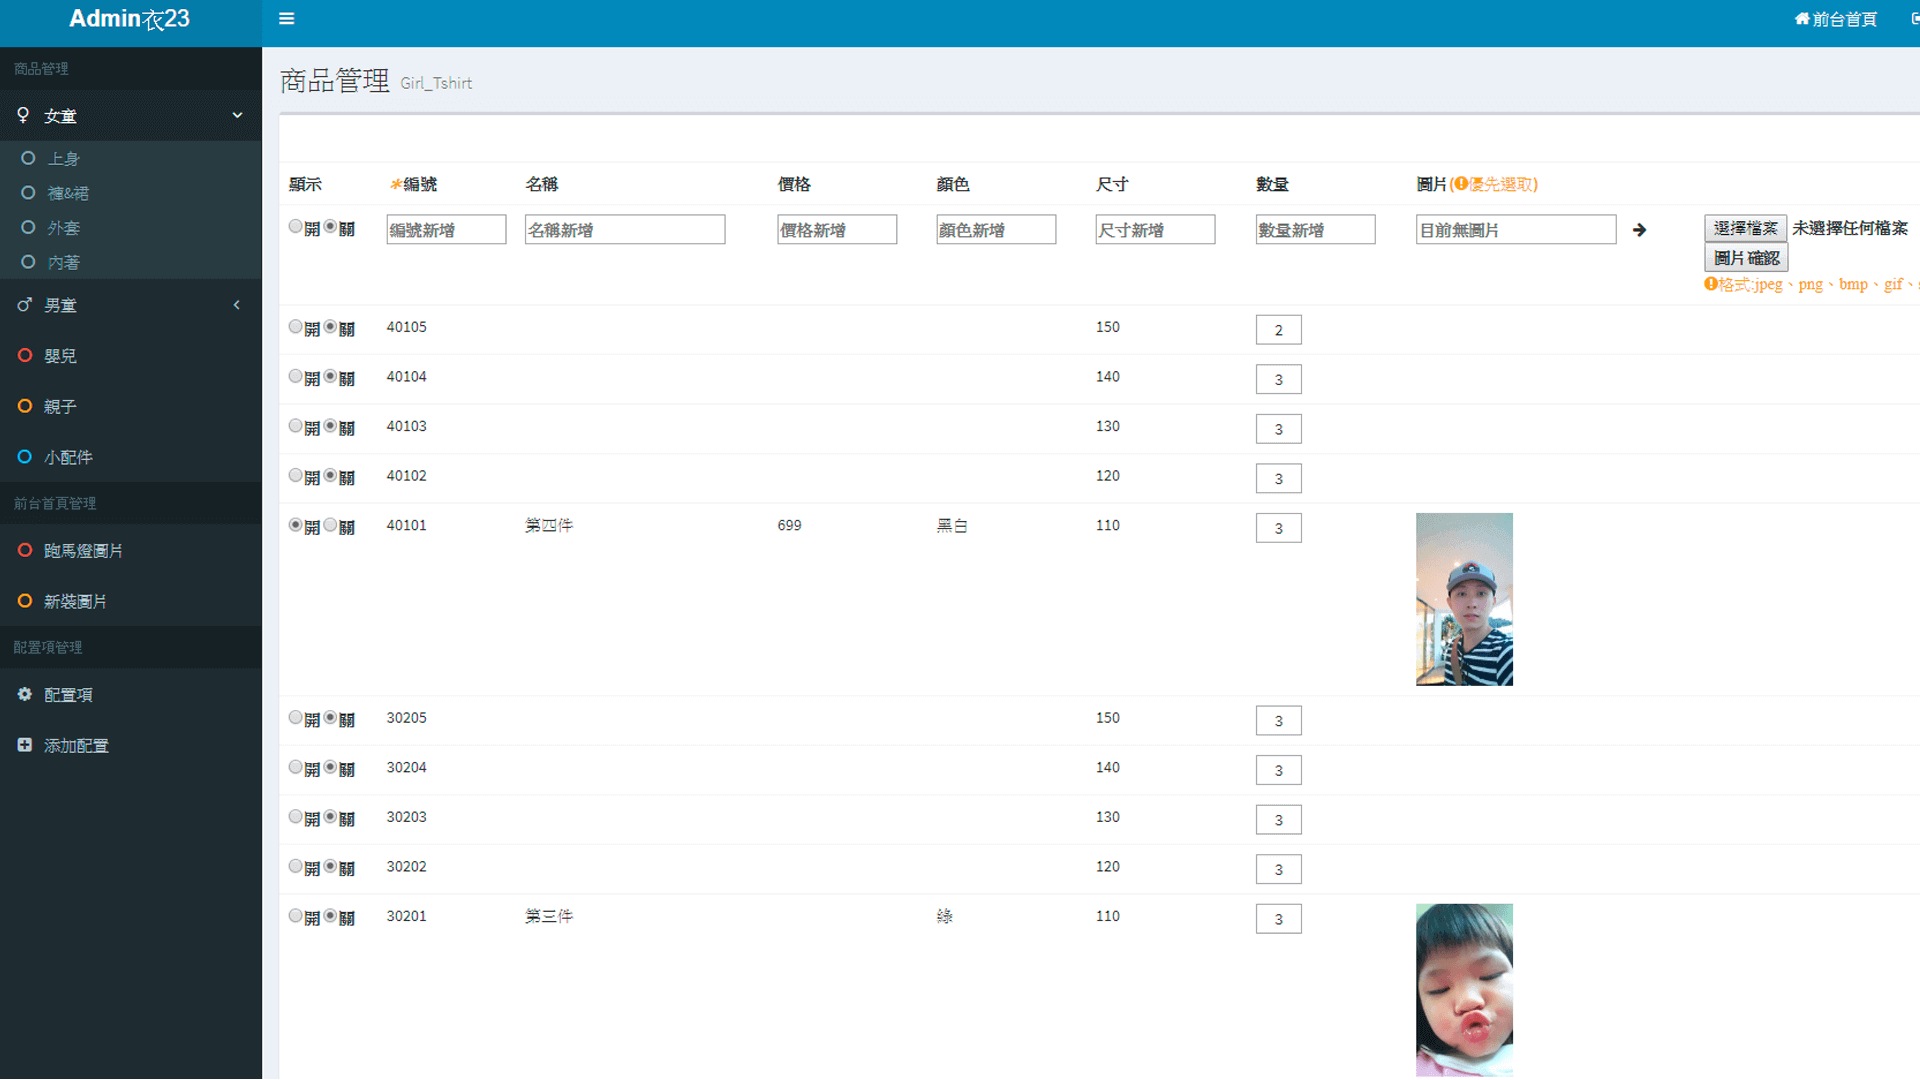 Admin衣23
前台首頁
商品管理
女童
上身
褲&裙
外套
內著
男童
嬰兒
親子
小配件
前台首頁管理
跑馬燈圖片
新裝圖片
配置項管理
配置項
添加配置
商品管理 Girl_Tshirt
顯示 *編號 名稱 價格 顏色 尺寸 數量 圖片(優先選取)
開 關 編號新增 名稱新增 價格新增 顏色新增 尺寸新增 數量新增 目前無圖片 選擇檔案 未選擇任何檔案
圖片確認
格式:jpeg、png、bmp、gif、
開 關 40105 150 2
開 關 40104 140 3
開 關 40103 130 3
開 關 40102 120 3
開 關 40101 第四件 699 黑白 110 3
開 關 30205 150 3
開 關 30204 140 3
開 關 30203 130 3
開 關 30202 120 3
開 關 30201 第三件 綠 110 3